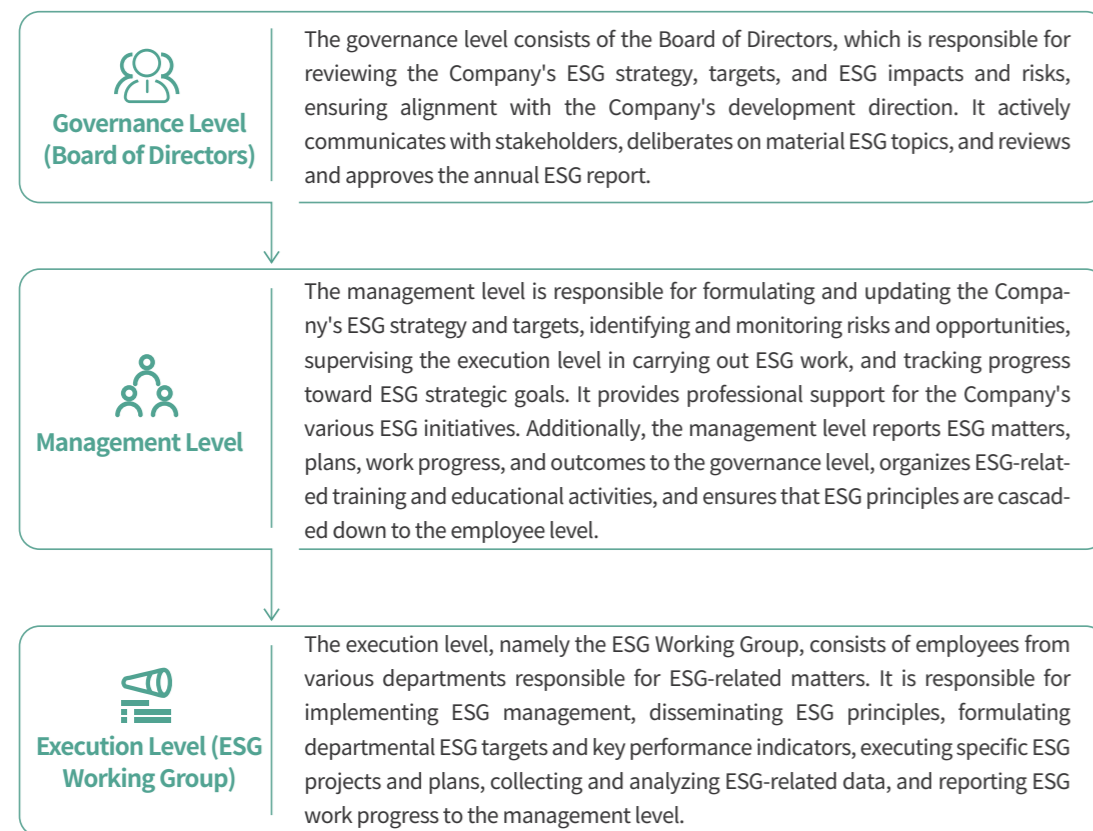 Governance Level
(Board of Directors)
The governance level consists of the Board of Directors, which is responsible for
reviewing the Company's ESG strategy, targets, and ESG impacts and risks,
ensuring alignment with the Company's development direction. It actively
communicates with stakeholders, deliberates on material ESG topics, and reviews
and approves the annual ESG report.
Management Level
The management level is responsible for formulating and updating the Compa-
ny's ESG strategy and targets, identifying and monitoring risks and opportunities,
supervising the execution level in carrying out ESG work, and tracking progress
toward ESG strategic goals. It provides professional support for the Company's
various ESG initiatives. Additionally, the management level reports ESG matters,
plans, work progress, and outcomes to the governance level, organizes ESG-relat-
ed training and educational activities, and ensures that ESG principles are cascad-
ed down to the employee level.
Execution Level (ESG
Working Group)
The execution level, namely the ESG Working Group, consists of employees from
various departments responsible for ESG-related matters. It is responsible for
implementing ESG management, disseminating ESG principles, formulating
departmental ESG targets and key performance indicators, executing specific ESG
projects and plans, collecting and analyzing ESG-related data, and reporting ESG
work progress to the management level.